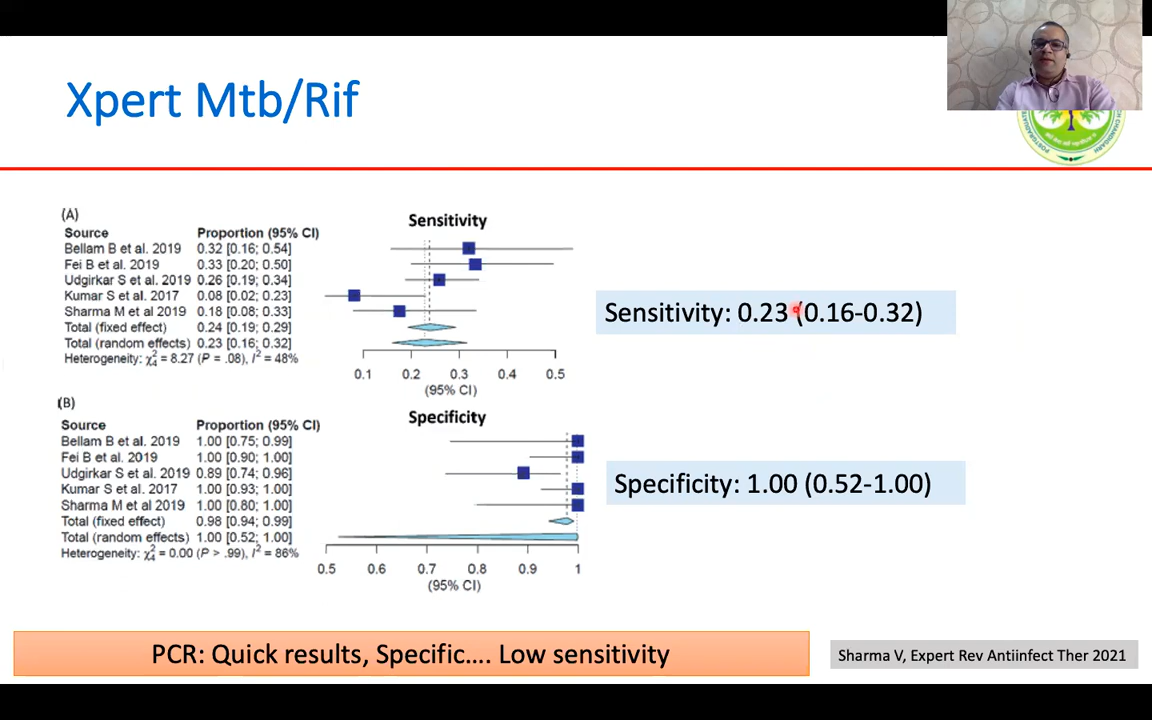 Xpert Mtb/Rif
(A)
Sensitivity
Source Proportion (95% CI)
Bellam B et al. 2019 0.32 [0.16; 0.54]
Fei B et al. 2019 0.33 [0.20; 0.50]
Udgirkar S et al. 2019 0.26 [0.19; 0.34]
Kumar S et al. 2017 0.08 [0.02; 0.23]
Sharma M et al 2019 0.18 [0.08; 0.33]
Total (fixed effect) 0.24 [0.19; 0.29]
Total (random effects) 0.23 [0.16; 0.32]
Heterogeneity: χ²₄ = 8.27 (P = .08), I² = 48%
0.1 0.2 0.3 0.4 0.5
(95% CI)
Sensitivity: 0.23 (0.16-0.32)
(B)
Specificity
Source Proportion (95% CI)
Bellam B et al. 2019 1.00 [0.75; 0.99]
Fei B et al. 2019 1.00 [0.90; 1.00]
Udgirkar S et al. 2019 0.89 [0.74; 0.96]
Kumar S et al. 2017 1.00 [0.93; 1.00]
Sharma M et al 2019 1.00 [0.80; 1.00]
Total (fixed effect) 0.98 [0.94; 0.99]
Total (random effects) 1.00 [0.52; 1.00]
Heterogeneity: χ²₄ = 0.00 (P > .99), I² = 86%
0.5 0.6 0.7 0.8 0.9 1
(95% CI)
Specificity: 1.00 (0.52-1.00)
PCR: Quick results, Specific…. Low sensitivity
Sharma V, Expert Rev Antiinfect Ther 2021